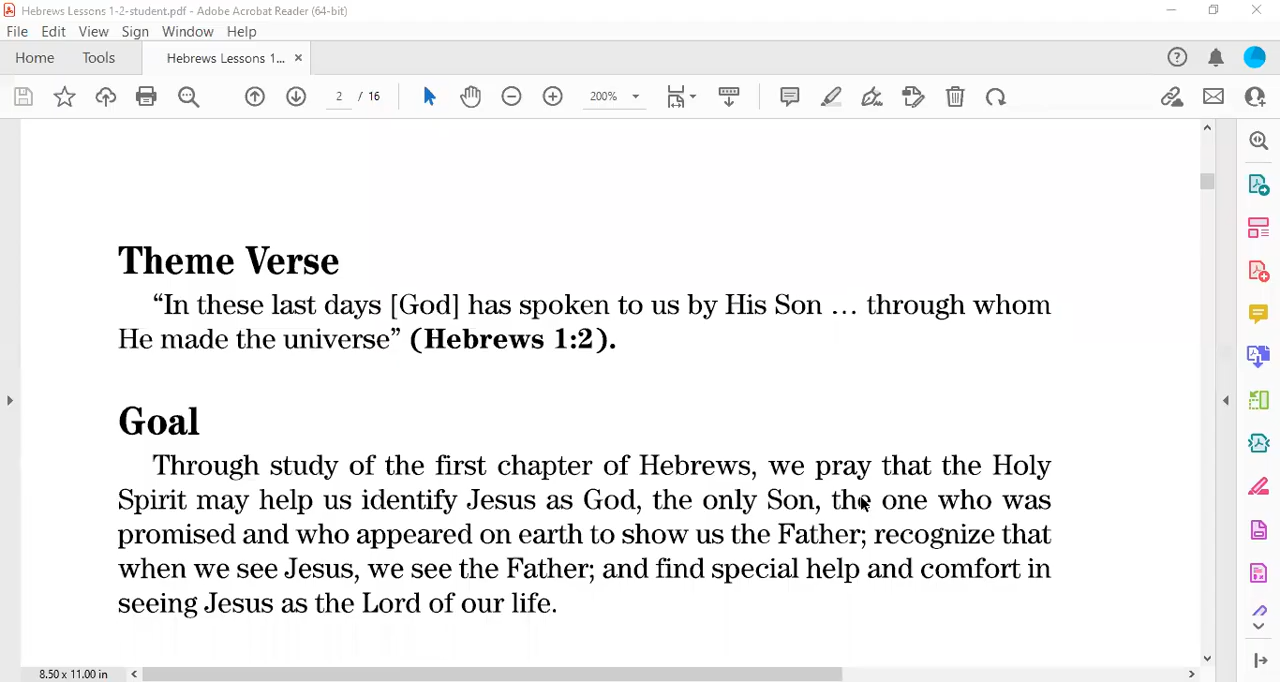 Hebrews Lessons 1-2-student.pdf - Adobe Acrobat Reader (64-bit)
File Edit View Sign Window Help
Home Tools Hebrews Lessons 1... ×
2 / 16 200%
Theme Verse
“In these last days [God] has spoken to us by His Son … through whom
He made the universe” (Hebrews 1:2).
Goal
Through study of the first chapter of Hebrews, we pray that the Holy
Spirit may help us identify Jesus as God, the only Son, the one who was
promised and who appeared on earth to show us the Father; recognize that
when we see Jesus, we see the Father; and find special help and comfort in
seeing Jesus as the Lord of our life.
8.50 x 11.00 in